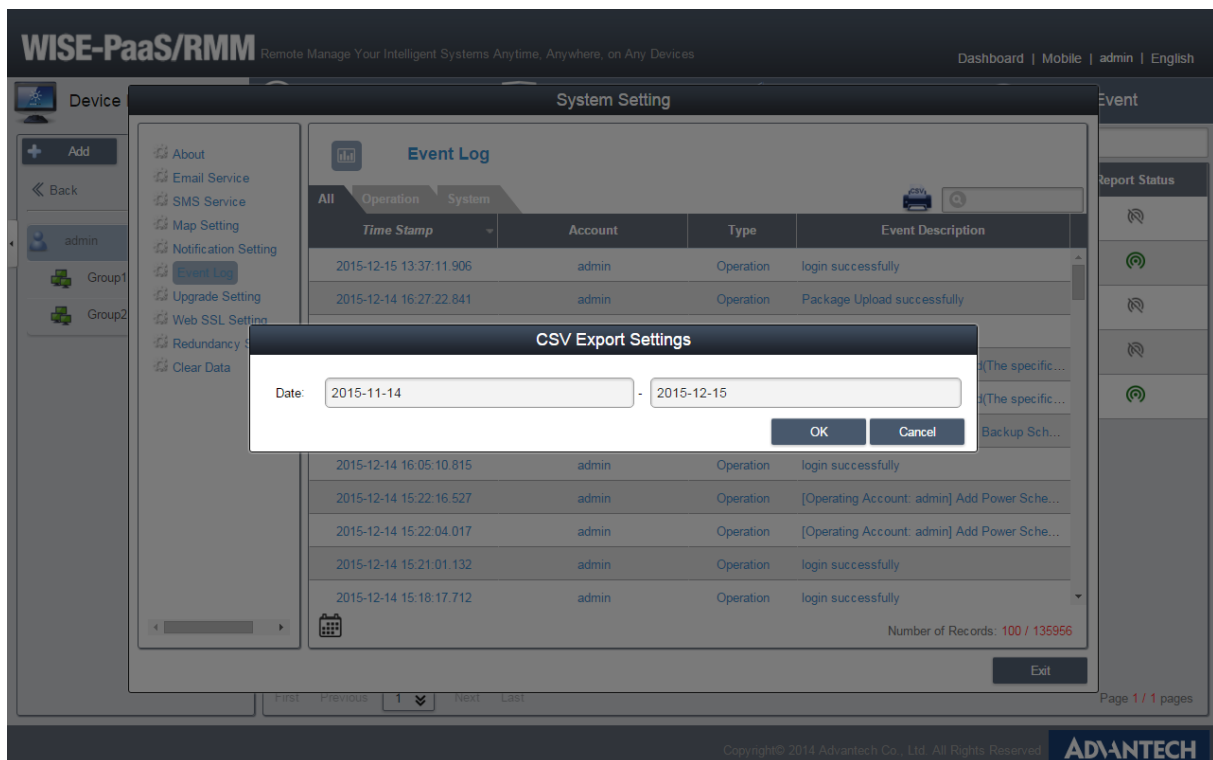 WISE-PaaS/RMM Remote Manage Your Intelligent Systems Anytime, Anywhere, on Any Devices
Dashboard | Mobile | admin | English
Device
System Setting
Event
Add
Back
admin
Group1
Group2
About
Email Service
SMS Service
Map Setting
Notification Setting
Event Log
Upgrade Setting
Web SSL Setting
Redundancy S
Clear Data
Event Log
All Operation System
CSV
Time Stamp Account Type Event Description
2015-12-15 13:37:11.906 admin Operation login successfully
2015-12-14 16:27:22.841 admin Operation Package Upload successfully
d(The specific...
d(The specific...
Backup Sch...
CSV Export Settings
Date: 2015-11-14 - 2015-12-15
OK Cancel
2015-12-14 16:05:10.815 admin Operation login successfully
2015-12-14 15:22:16.527 admin Operation [Operating Account: admin] Add Power Sche...
2015-12-14 15:22:04.017 admin Operation [Operating Account: admin] Add Power Sche...
2015-12-14 15:21:01.132 admin Operation login successfully
2015-12-14 15:18:17.712 admin Operation login successfully
Number of Records: 100 / 135956
Exit
Report Status
First Previous 1 Next Last
Page 1 / 1 pages
Copyright© 2014 Advantech Co., Ltd. All Rights Reserved
ADVANTECH